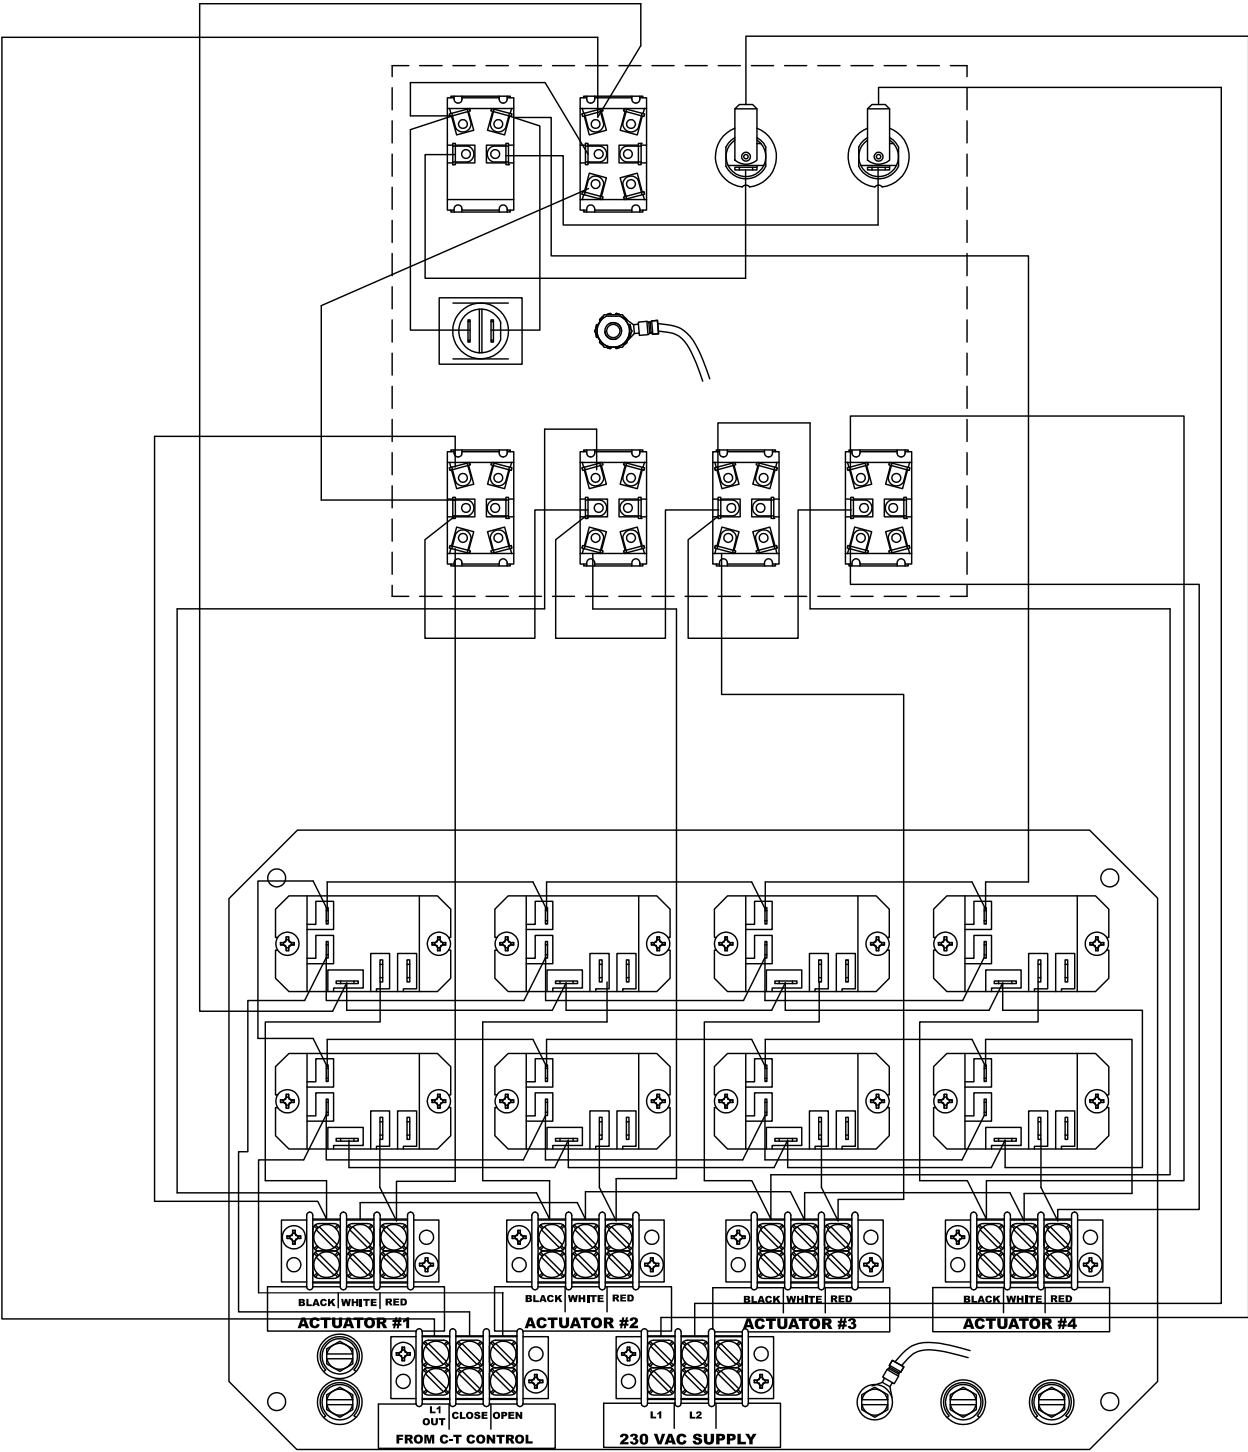 BLACK WHITE RED
ACTUATOR #1
BLACK WHITE RED
ACTUATOR #2
BLACK WHITE RED
ACTUATOR #3
BLACK WHITE RED
ACTUATOR #4
L1 OUT CLOSE OPEN
FROM C-T CONTROL
L1 L2
230 VAC SUPPLY